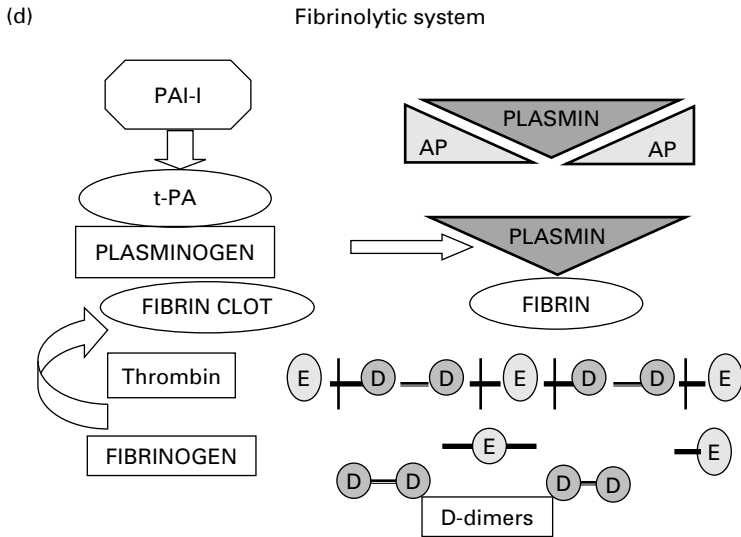 (d)
Fibrinolytic system
PAI-I
t-PA
PLASMINOGEN
FIBRIN CLOT
Thrombin
FIBRINOGEN
PLASMIN
AP
AP
PLASMIN
FIBRIN
E D D E D D E
E E
D D D D
D-dimers